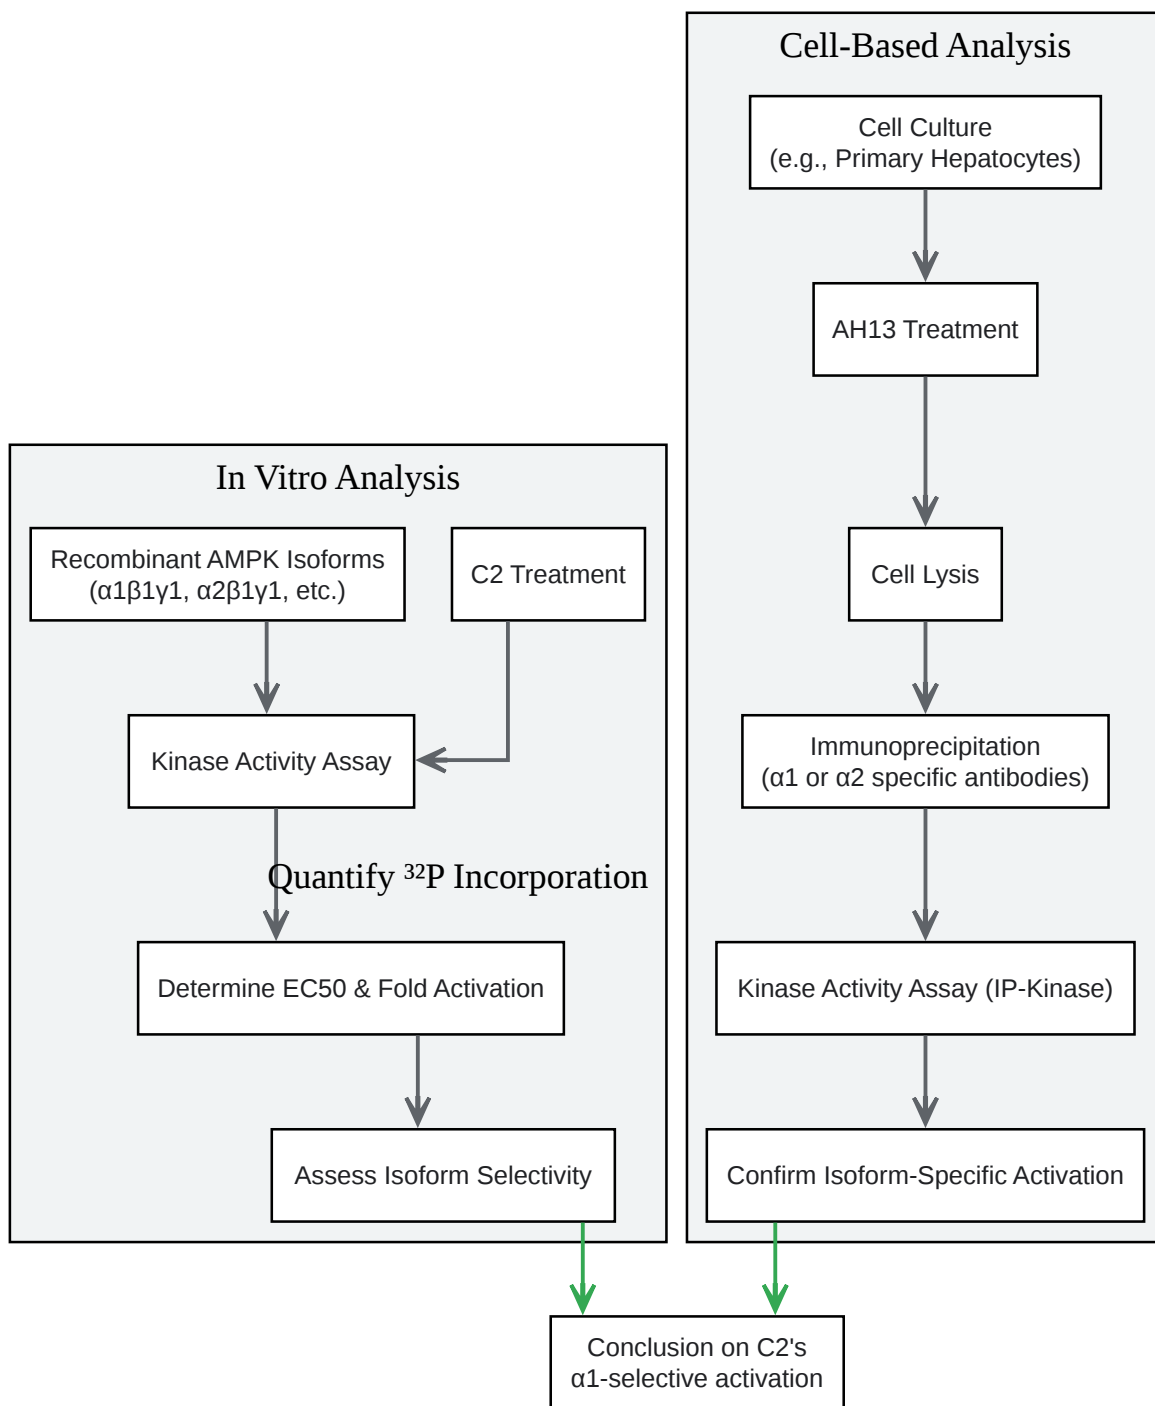 Cell-Based Analysis
Cell Culture
(e.g., Primary Hepatocytes)
AH13 Treatment
In Vitro Analysis
Recombinant AMPK Isoforms
(α1β1γ1, α2β1γ1, etc.)
C2 Treatment
Cell Lysis
Kinase Activity Assay
Immunoprecipitation
(α1 or α2 specific antibodies)
Quantify ³²P Incorporation
Determine EC50 & Fold Activation
Kinase Activity Assay (IP-Kinase)
Assess Isoform Selectivity
Confirm Isoform-Specific Activation
Conclusion on C2's
α1-selective activation